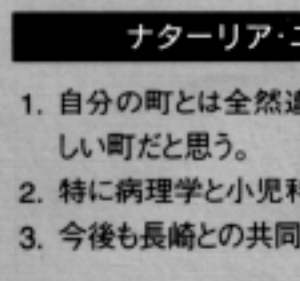 ナターリア・
1. 自分の町とは全然
しい町だと思う。
2. 特に病理学と小児科
3. 今後も長崎との共同